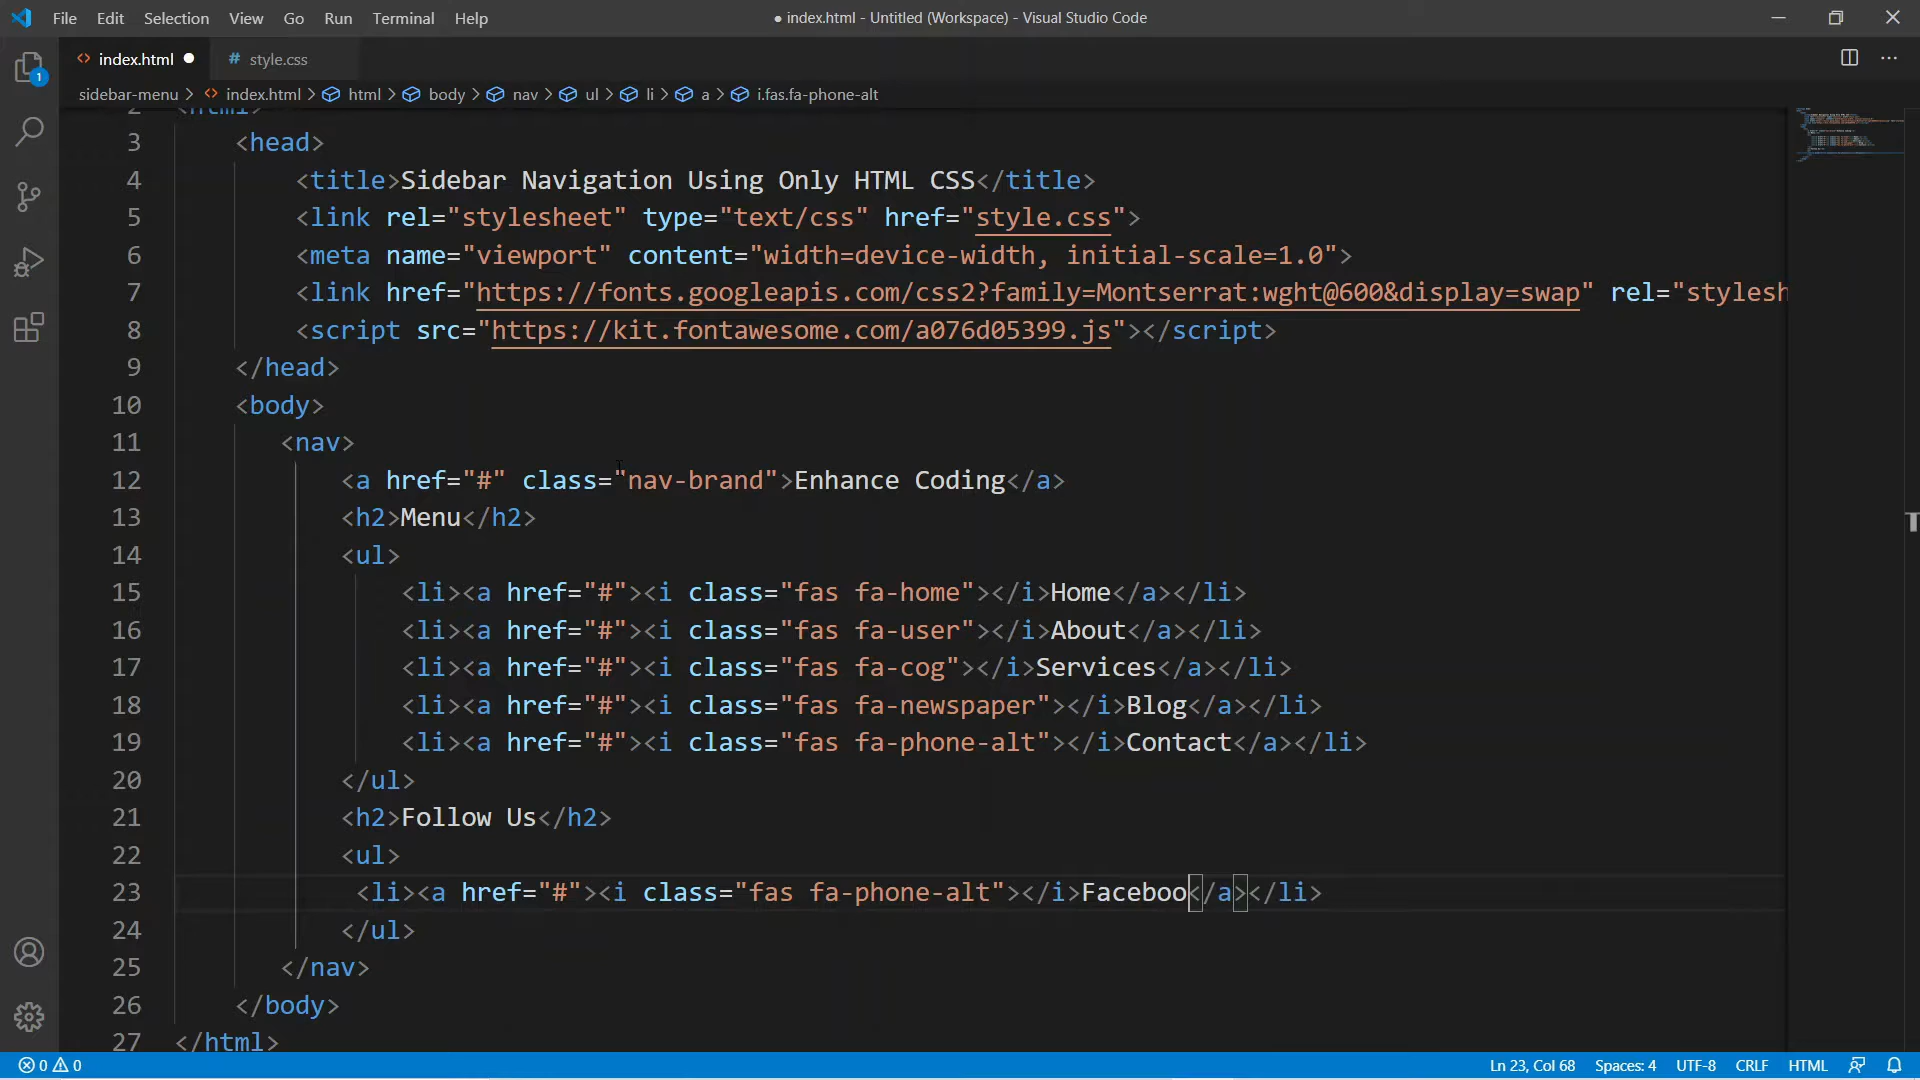 File Edit Selection View Go Run Terminal Help
● index.html - Untitled (Workspace) - Visual Studio Code
index.html ●
# style.css
1
sidebar-menu > <> index.html > html > body > nav > ul > li > a > i.fas.fa-phone-alt
2 <html>
3 <head>
4 <title>Sidebar Navigation Using Only HTML CSS</title>
5 <link rel="stylesheet" type="text/css" href="style.css">
6 <meta name="viewport" content="width=device-width, initial-scale=1.0">
7 <link href="https://fonts.googleapis.com/css2?family=Montserrat:wght@600&display=swap" rel="stylesh
8 <script src="https://kit.fontawesome.com/a076d05399.js"></script>
9 </head>
10 <body>
11 <nav>
12 <a href="#" class="nav-brand">Enhance Coding</a>
13 <h2>Menu</h2>
14 <ul>
15 <li><a href="#"><i class="fas fa-home"></i>Home</a></li>
16 <li><a href="#"><i class="fas fa-user"></i>About</a></li>
17 <li><a href="#"><i class="fas fa-cog"></i>Services</a></li>
18 <li><a href="#"><i class="fas fa-newspaper"></i>Blog</a></li>
19 <li><a href="#"><i class="fas fa-phone-alt"></i>Contact</a></li>
20 </ul>
21 <h2>Follow Us</h2>
22 <ul>
23 <li><a href="#"><i class="fas fa-phone-alt"></i>Faceboo</a></li>
24 </ul>
25 </nav>
26 </body>
27 </html>
0 0
Ln 23, Col 68 Spaces: 4 UTF-8 CRLF HTML